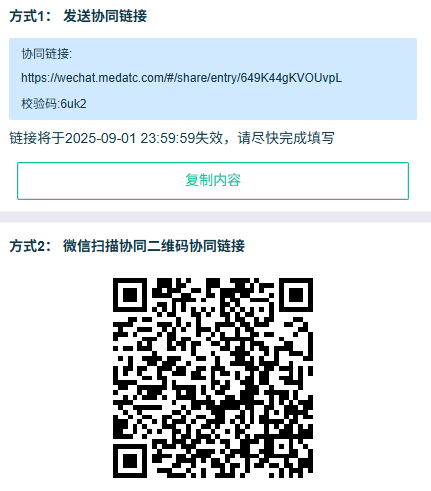 方式1： 发送协同链接
协同链接:
https://wechat.medatc.com/#/share/entry/649K44gKVOUvpL
校验码:6uk2
链接将于2025-09-01 23:59:59失效，请尽快完成填写
复制内容
方式2： 微信扫描协同二维码协同链接